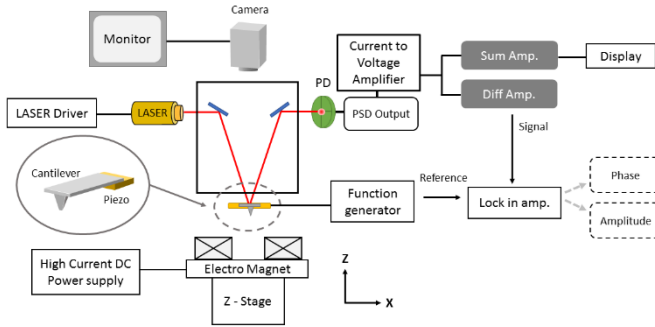 Camera
Monitor
Current to
Voltage
Amplifier
Sum Amp.
Display
PD
LASER Driver
LASER
PSD Output
Diff Amp.
Signal
Cantilever
Piezo
Function
generator
Reference
Lock in amp.
Phase
Amplitude
High Current DC
Power supply
Electro Magnet
Z - Stage
Z
X